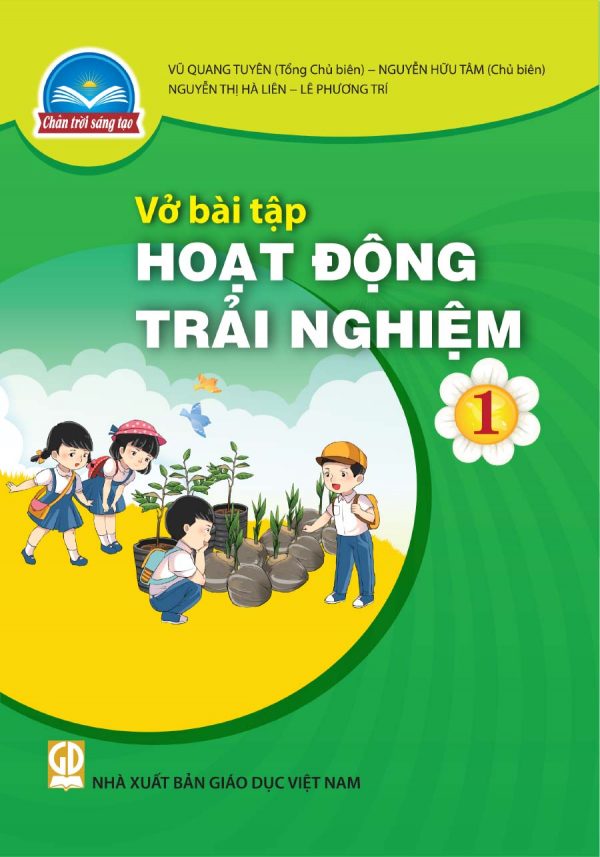 VŨ QUANG TUYÊN (Tổng Chủ biên) – NGUYỄN HỮU TÂM (Chủ biên)
NGUYỄN THỊ HÀ LIÊN – LÊ PHƯƠNG TRÍ
Chân trời sáng tạo
Vở bài tập
HOẠT ĐỘNG
TRẢI NGHIỆM
1
GD
NHÀ XUẤT BẢN GIÁO DỤC VIỆT NAM